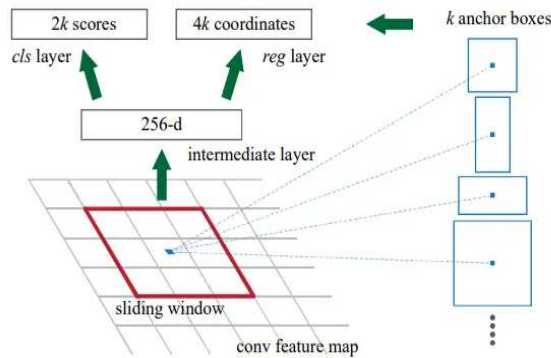 2k scores
4k coordinates
k anchor boxes
cls layer
reg layer
256-d
intermediate layer
sliding window
conv feature map